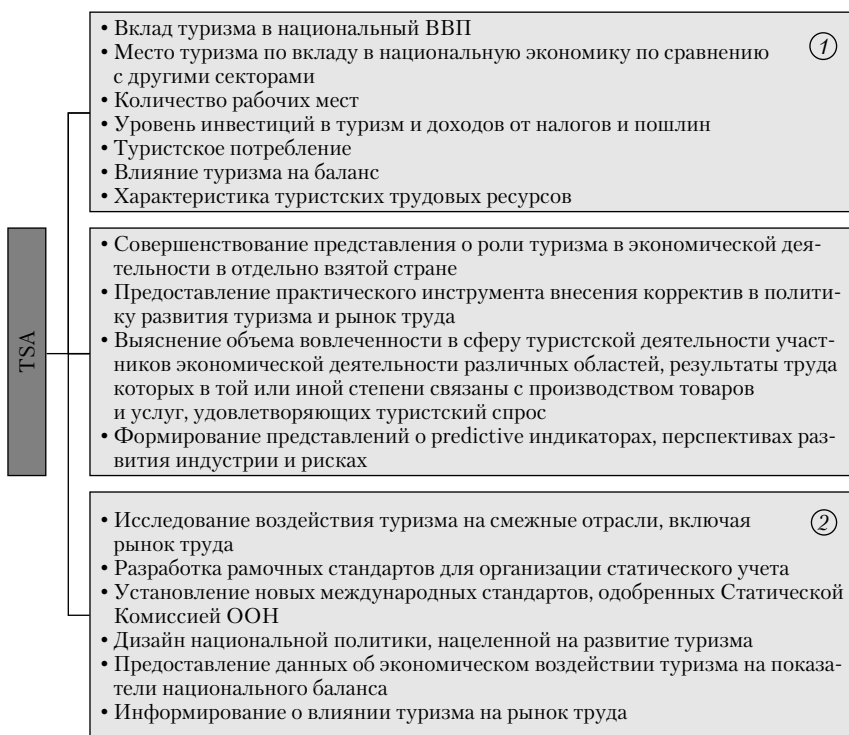 • Вклад туризма в национальный ВВП
• Место туризма по вкладу в национальную экономику по сравнению
с другими секторами
• Количество рабочих мест
• Уровень инвестиций в туризм и доходов от налогов и пошлин
• Туристское потребление
• Влияние туризма на баланс
• Характеристика туристских трудовых ресурсов
1
TSA
• Совершенствование представления о роли туризма в экономической дея-
тельности в отдельно взятой стране
• Предоставление практического инструмента внесения корректив в полити-
ку развития туризма и рынок труда
• Выяснение объема вовлеченности в сферу туристской деятельности участ-
ников экономической деятельности различных областей, результаты труда
которых в той или иной степени связаны с производством товаров
и услуг, удовлетворяющих туристский спрос
• Формирование представлений о predictive индикаторах, перспективах раз-
вития индустрии и рисках
• Исследование воздействия туризма на смежные отрасли, включая
рынок труда
• Разработка рамочных стандартов для организации статического учета
• Установление новых международных стандартов, одобренных Статической
Комиссией ООН
• Дизайн национальной политики, нацеленной на развитие туризма
• Предоставление данных об экономическом воздействии туризма на показа-
тели национального баланса
• Информирование о влиянии туризма на рынок труда
2